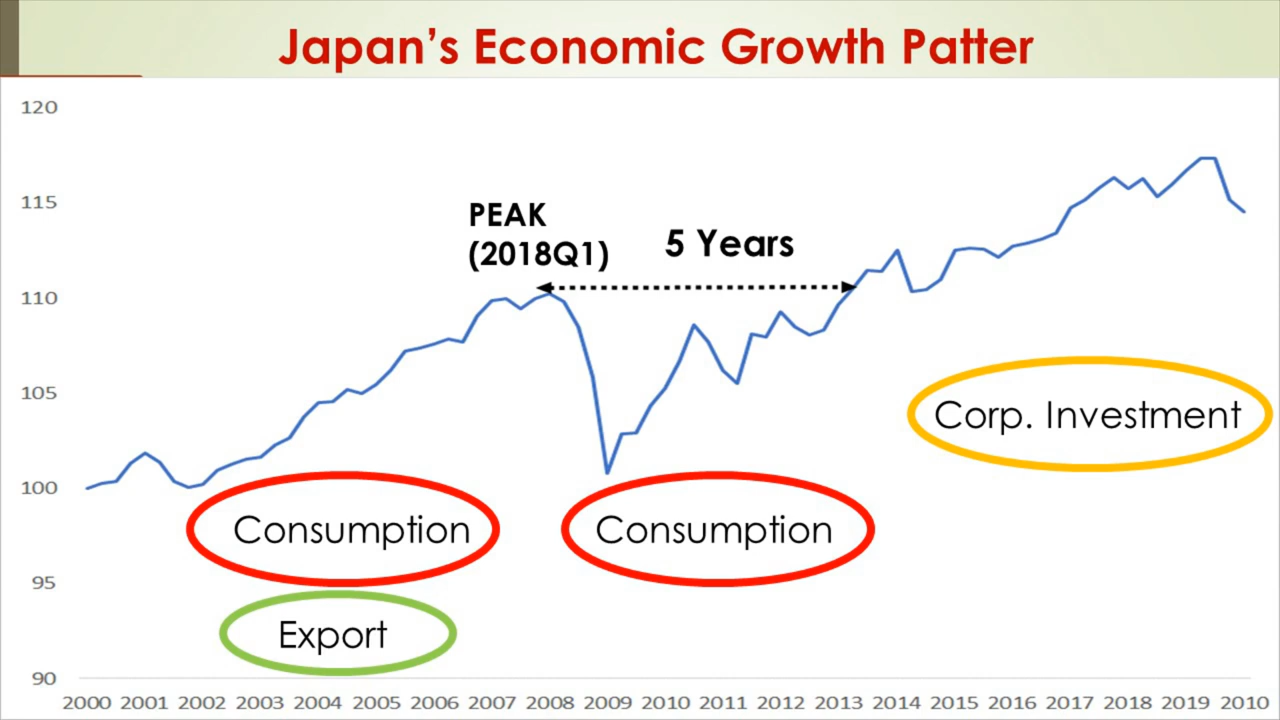 Japan's Economic Growth Patter
120
115
110
105
100
95
90
PEAK
(2018Q1)
5 Years
Corp. Investment
Consumption
Consumption
Export
2000 2001 2002 2003 2004 2005 2006 2007 2008 2009 2010 2011 2012 2013 2014 2015 2016 2017 2018 2019 2010